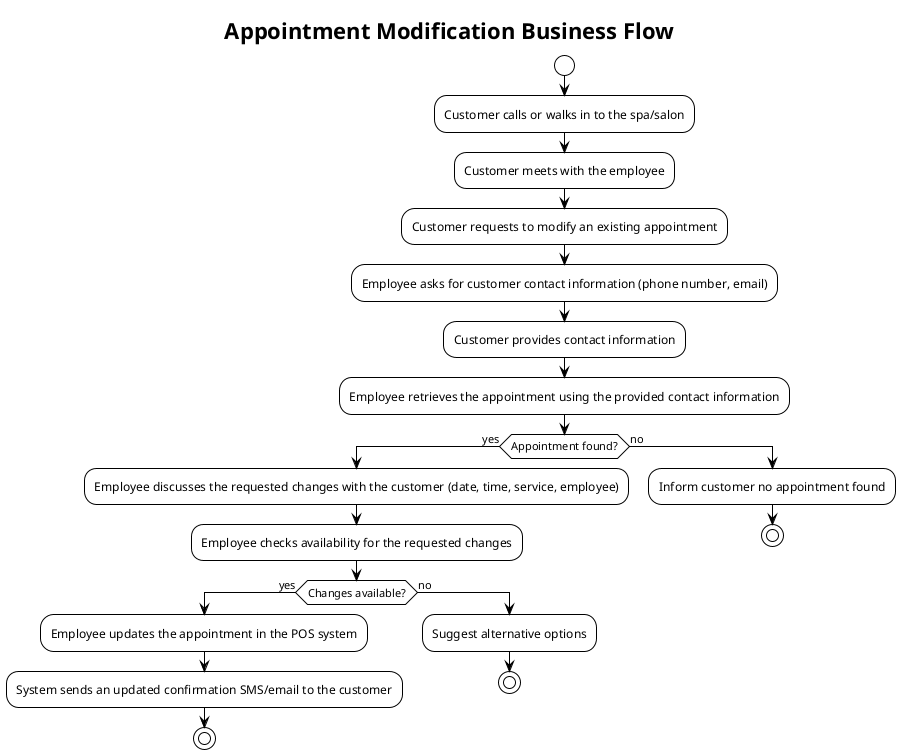 Appointment Modification Business Flow
Customer calls or walks in to the spa/salon
Customer meets with the employee
Customer requests to modify an existing appointment
Employee asks for customer contact information (phone number, email)
Customer provides contact information
Employee retrieves the appointment using the provided contact information
yes
Appointment found?
no
Employee discusses the requested changes with the customer (date, time, service, employee)
Inform customer no appointment found
Employee checks availability for the requested changes
yes
Changes available?
no
Employee updates the appointment in the POS system
Suggest alternative options
System sends an updated confirmation SMS/email to the customer